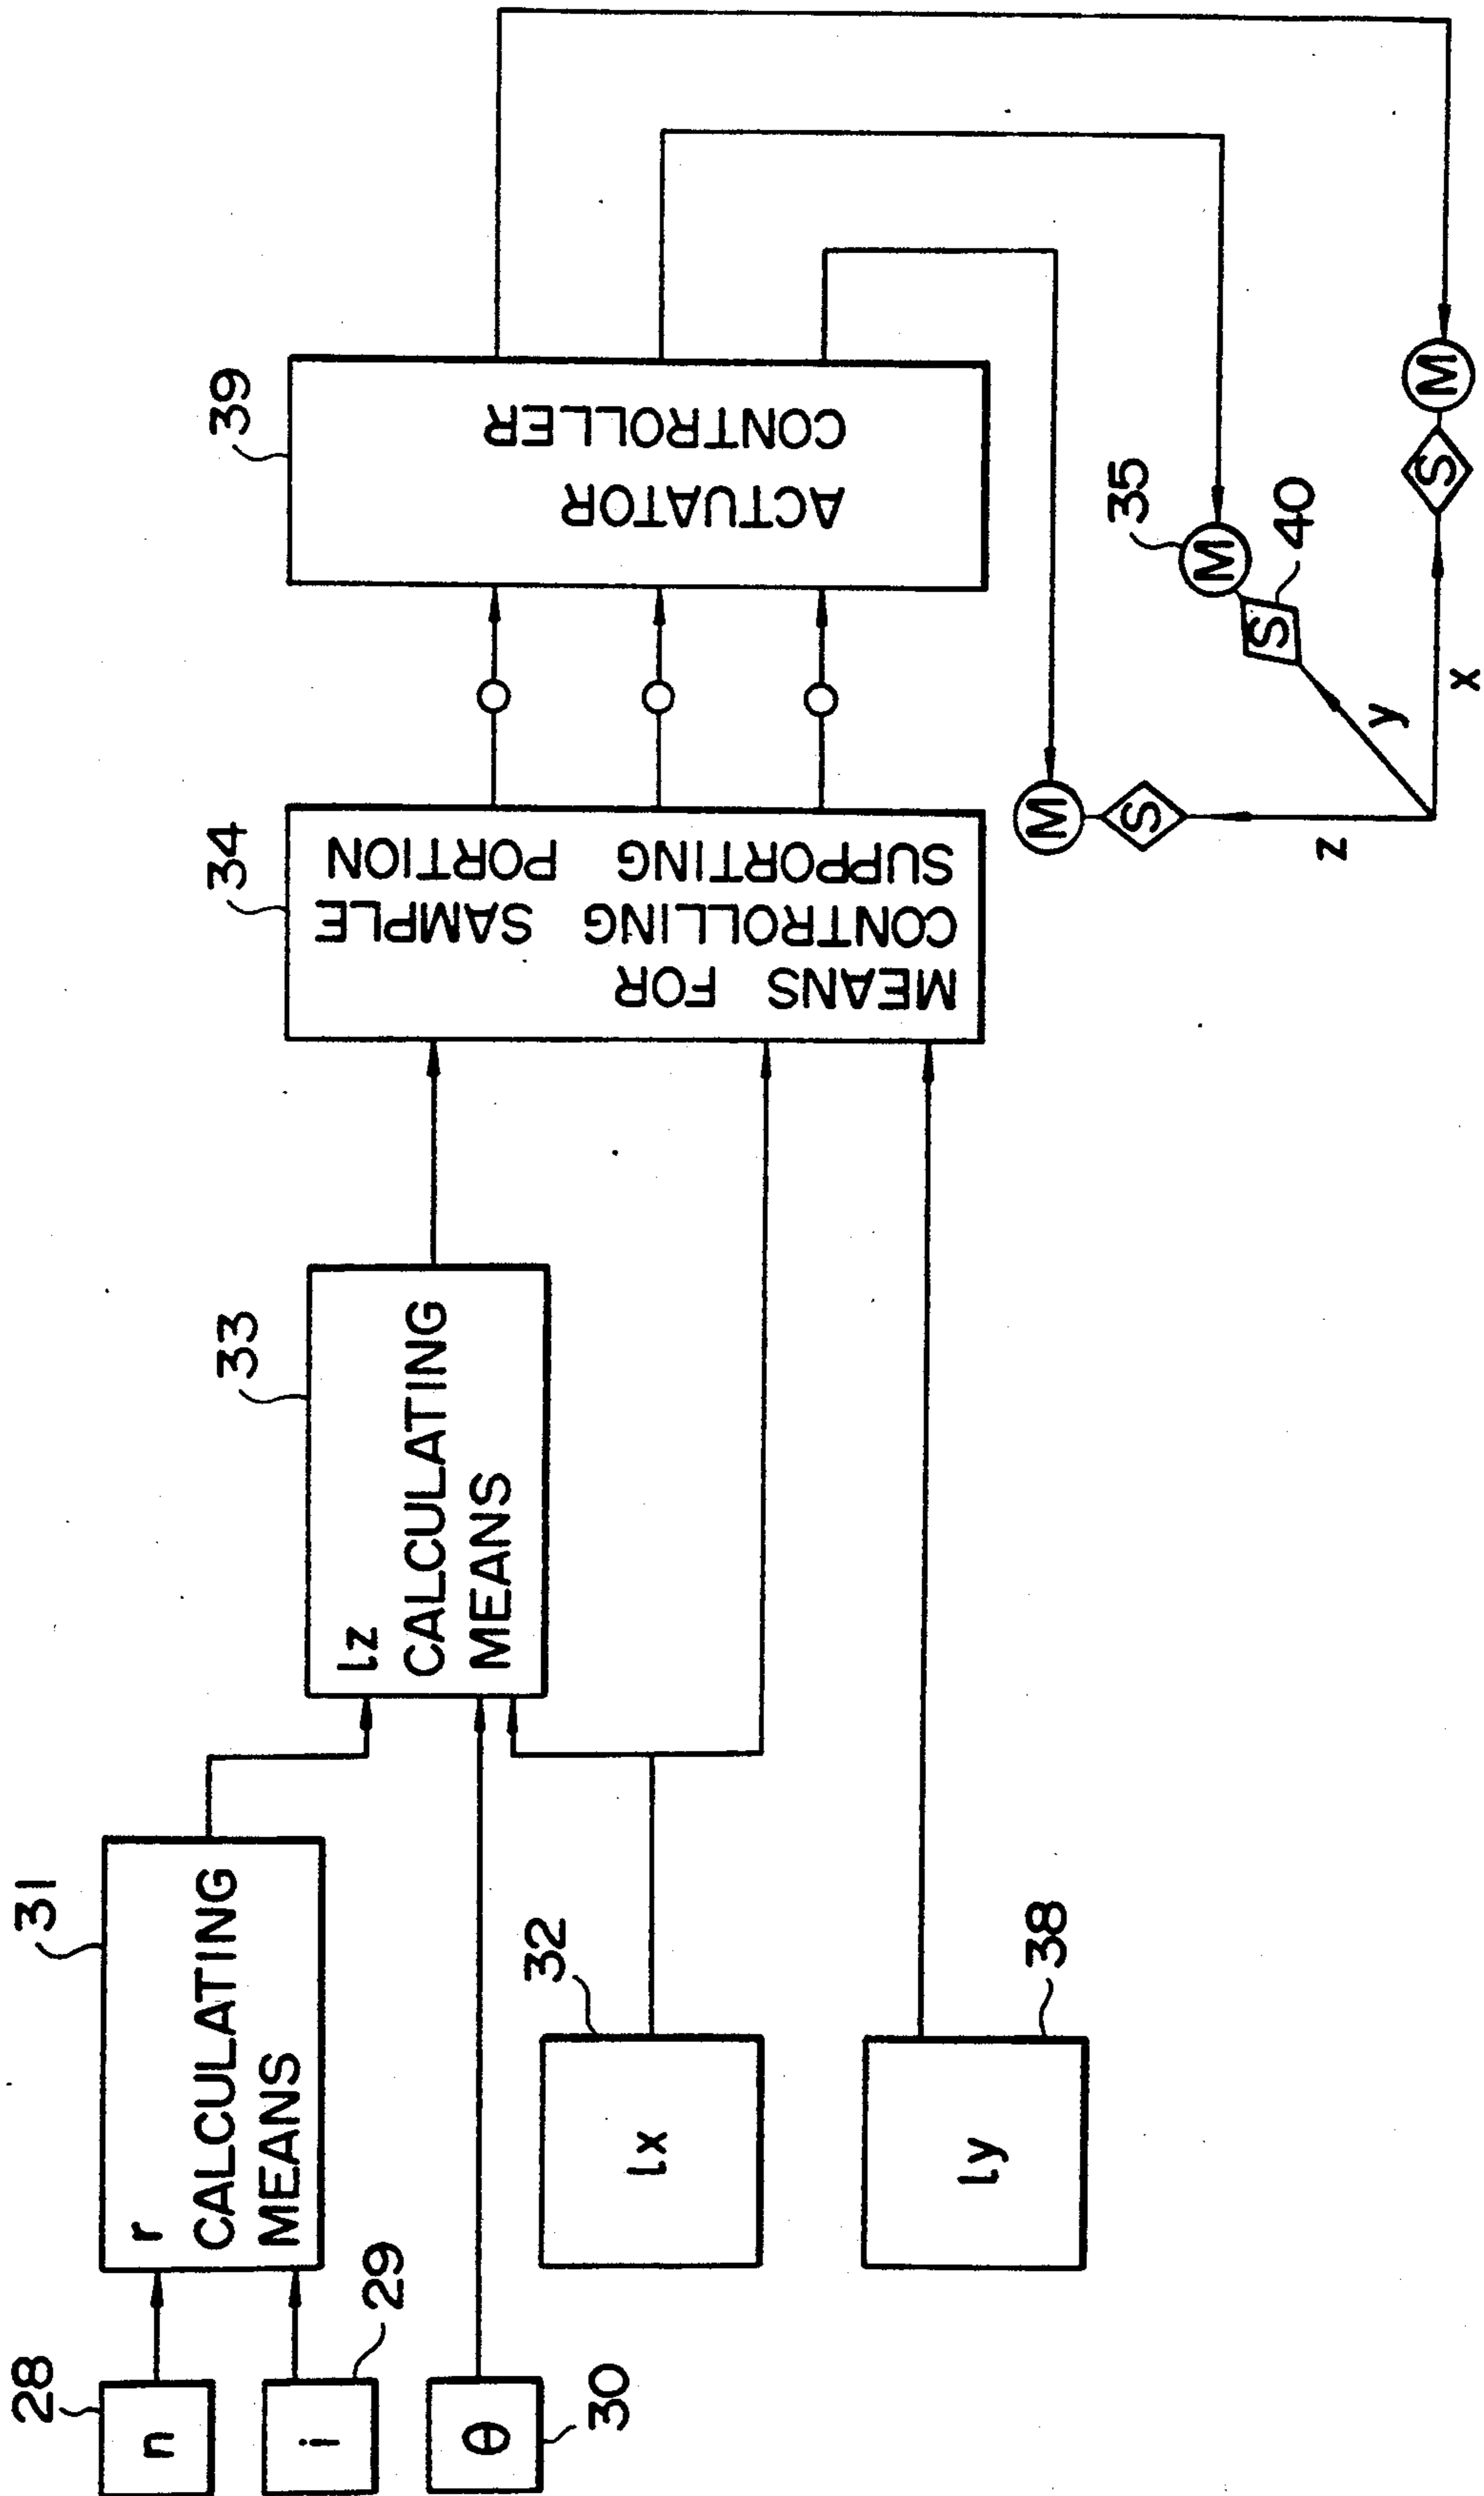 28
n
29
i
30
θ
31
r
CALCULATING
MEANS
32
lx
38
ly
33
lz
CALCULATING
MEANS
34
MEANS FOR
CONTROLLING SAMPLE
SUPPORTING PORTION
39
ACTUATOR
CONTROLLER
M
S
z
35
M
S
40
y
M
S
x